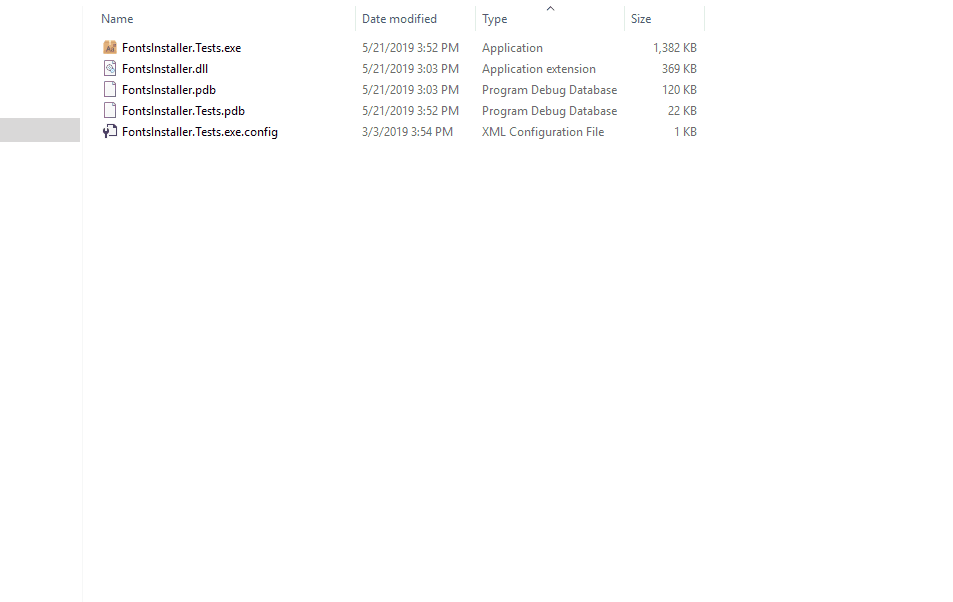 Name Date modified Type Size
FontsInstaller.Tests.exe 5/21/2019 3:52 PM Application 1,382 KB
FontsInstaller.dll 5/21/2019 3:03 PM Application extension 369 KB
FontsInstaller.pdb 5/21/2019 3:03 PM Program Debug Database 120 KB
FontsInstaller.Tests.pdb 5/21/2019 3:52 PM Program Debug Database 22 KB
FontsInstaller.Tests.exe.config 3/3/2019 3:54 PM XML Configuration File 1 KB